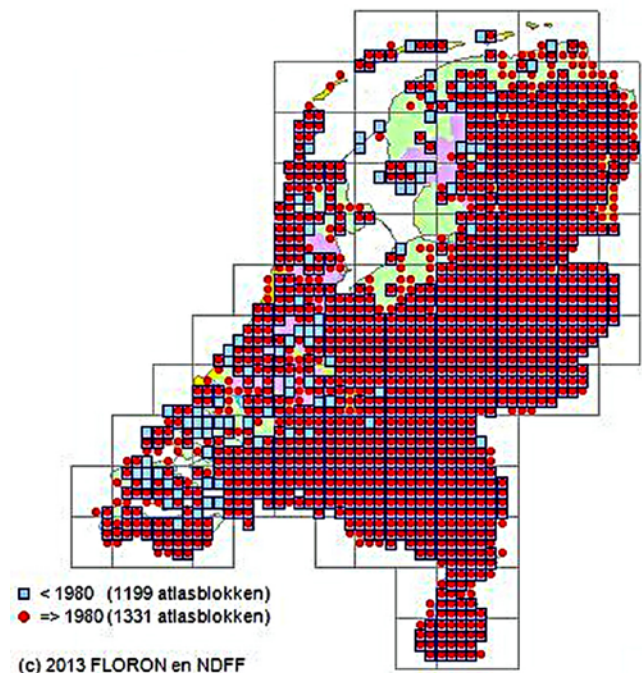 < 1980 (1199 atlasblokken)
=> 1980 (1331 atlasblokken)
(c) 2013 FLORON en NDFF